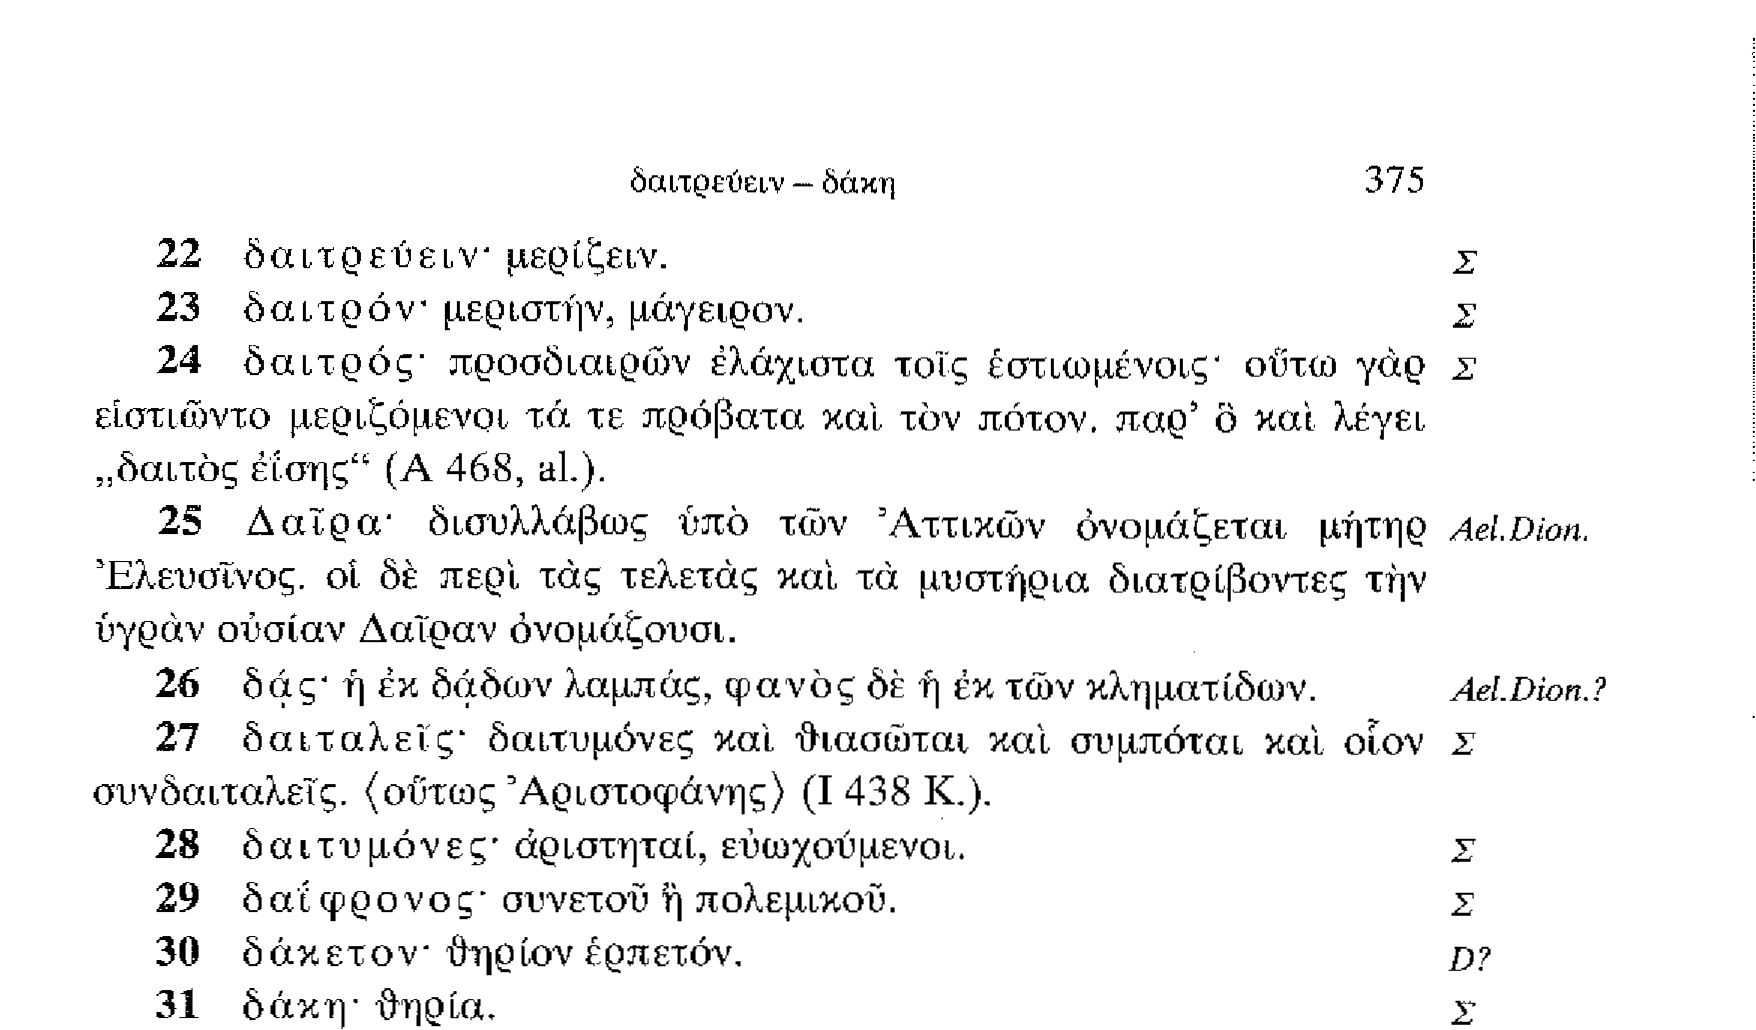 δαιτρεύειν – δάκη 375
22 δαιτρεύειν· μερίζειν. Σ
23 δαιτρόν· μεριστήν, μάγειρον. Σ
24 δαιτρός· προσδιαιρῶν ἐλάχιστα τοῖς ἑστιωμένοις· οὕτω γὰρ Σ
εἱστιῶντο μεριζόμενοι τά τε πρόβατα καὶ τὸν πότον. παρ’ ὃ καὶ λέγει
„δαιτὸς ἐΐσης“ (Α 468, al.).
25 Δαῖρα· δισυλλάβως ὑπὸ τῶν Ἀττικῶν ὀνομάζεται μήτηρ Ael.Dion.
Ἐλευσῖνος. οἱ δὲ περὶ τὰς τελετὰς καὶ τὰ μυστήρια διατρίβοντες τὴν
ὑγρὰν οὐσίαν Δαῖραν ὀνομάζουσι.
26 δᾴς· ἡ ἐκ δᾴδων λαμπάς, φανὸς δὲ ἡ ἐκ τῶν κληματίδων. Ael.Dion.?
27 δαιταλεῖς· δαιτυμόνες καὶ θιασῶται καὶ συμπόται καὶ οἷον Σ
συνδαιταλεῖς. ⟨οὕτως Ἀριστοφάνης⟩ (I 438 K.).
28 δαιτυμόνες· ἀριστηταί, εὐωχούμενοι. Σ
29 δαΐφρονος· συνετοῦ ἢ πολεμικοῦ. Σ
30 δάκετον· θηρίον ἑρπετόν. D?
31 δάκη· θηρία. Σ